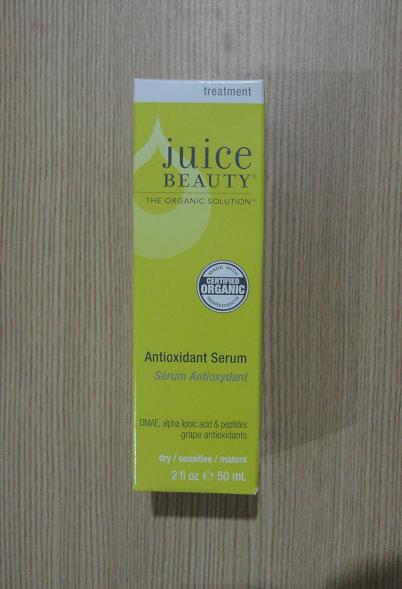 treatment
juice
BEAUTY®
THE ORGANIC SOLUTION™
MADE WITH
CERTIFIED
ORGANIC
INGREDIENTS
Antioxidant Serum
Sérum Antioxydant
DMAE, alpha lipoic acid & peptides
grape antioxidants
dry / sensitive / mature
2 fl oz ℮ 50 mL